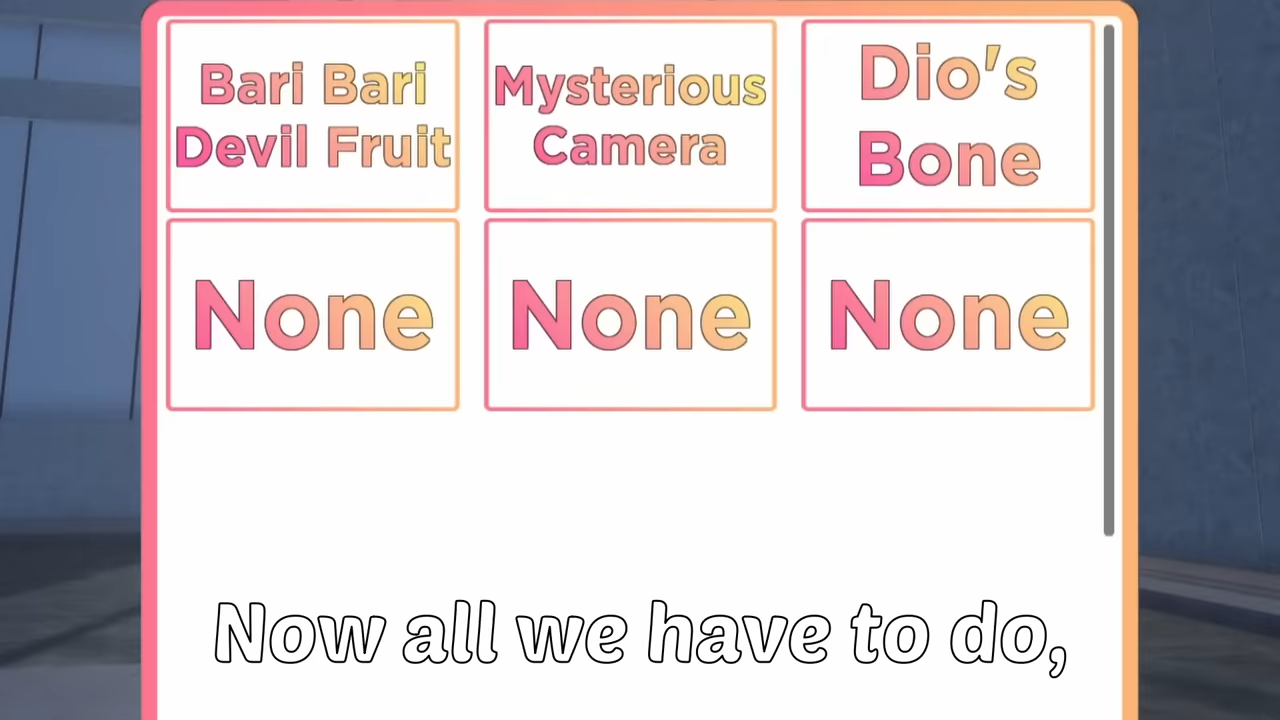 Bari Bari
Devil Fruit
Mysterious
Camera
Dio's
Bone
None
None
None
Now all we have to do,